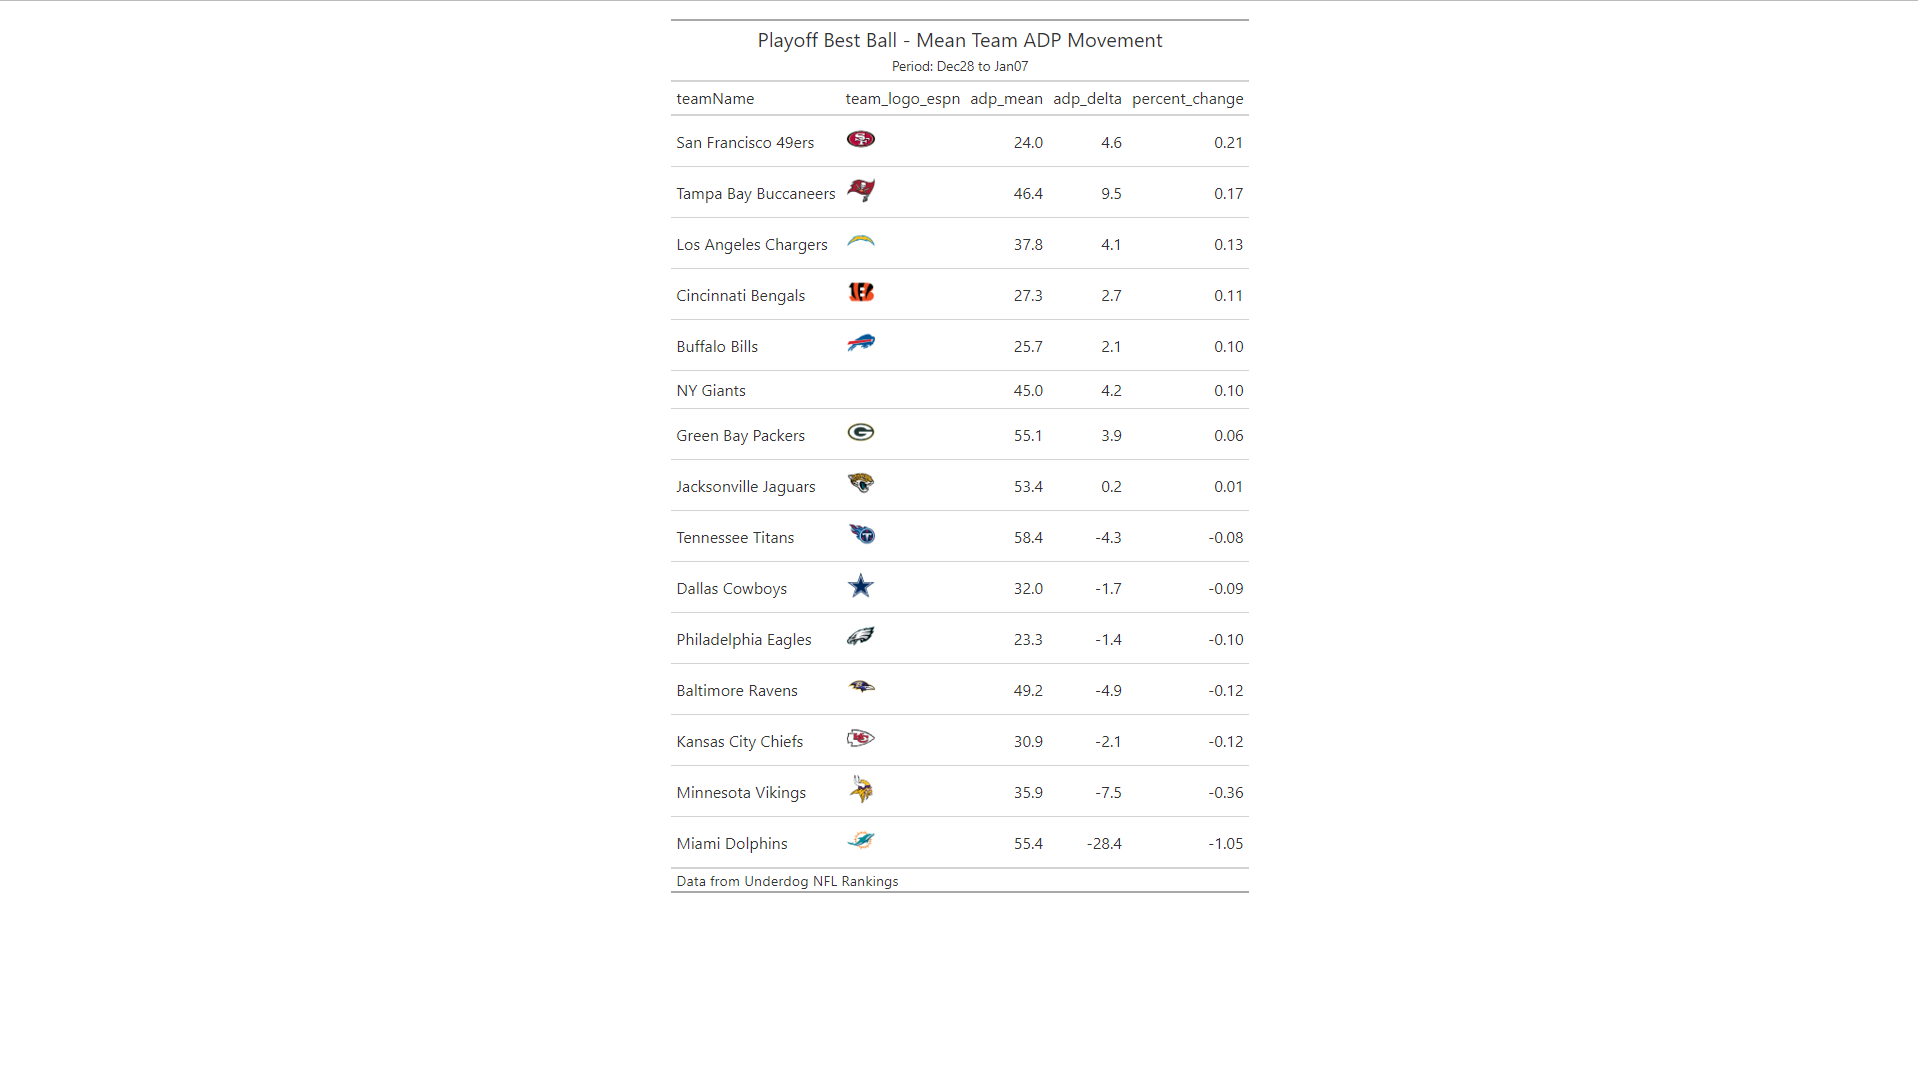 Playoff Best Ball - Mean Team ADP Movement
Period: Dec28 to Jan07
teamName team_logo_espn adp_mean adp_delta percent_change
San Francisco 49ers 24.0 4.6 0.21
Tampa Bay Buccaneers 46.4 9.5 0.17
Los Angeles Chargers 37.8 4.1 0.13
Cincinnati Bengals 27.3 2.7 0.11
Buffalo Bills 25.7 2.1 0.10
NY Giants 45.0 4.2 0.10
Green Bay Packers 55.1 3.9 0.06
Jacksonville Jaguars 53.4 0.2 0.01
Tennessee Titans 58.4 -4.3 -0.08
Dallas Cowboys 32.0 -1.7 -0.09
Philadelphia Eagles 23.3 -1.4 -0.10
Baltimore Ravens 49.2 -4.9 -0.12
Kansas City Chiefs 30.9 -2.1 -0.12
Minnesota Vikings 35.9 -7.5 -0.36
Miami Dolphins 55.4 -28.4 -1.05
Data from Underdog NFL Rankings